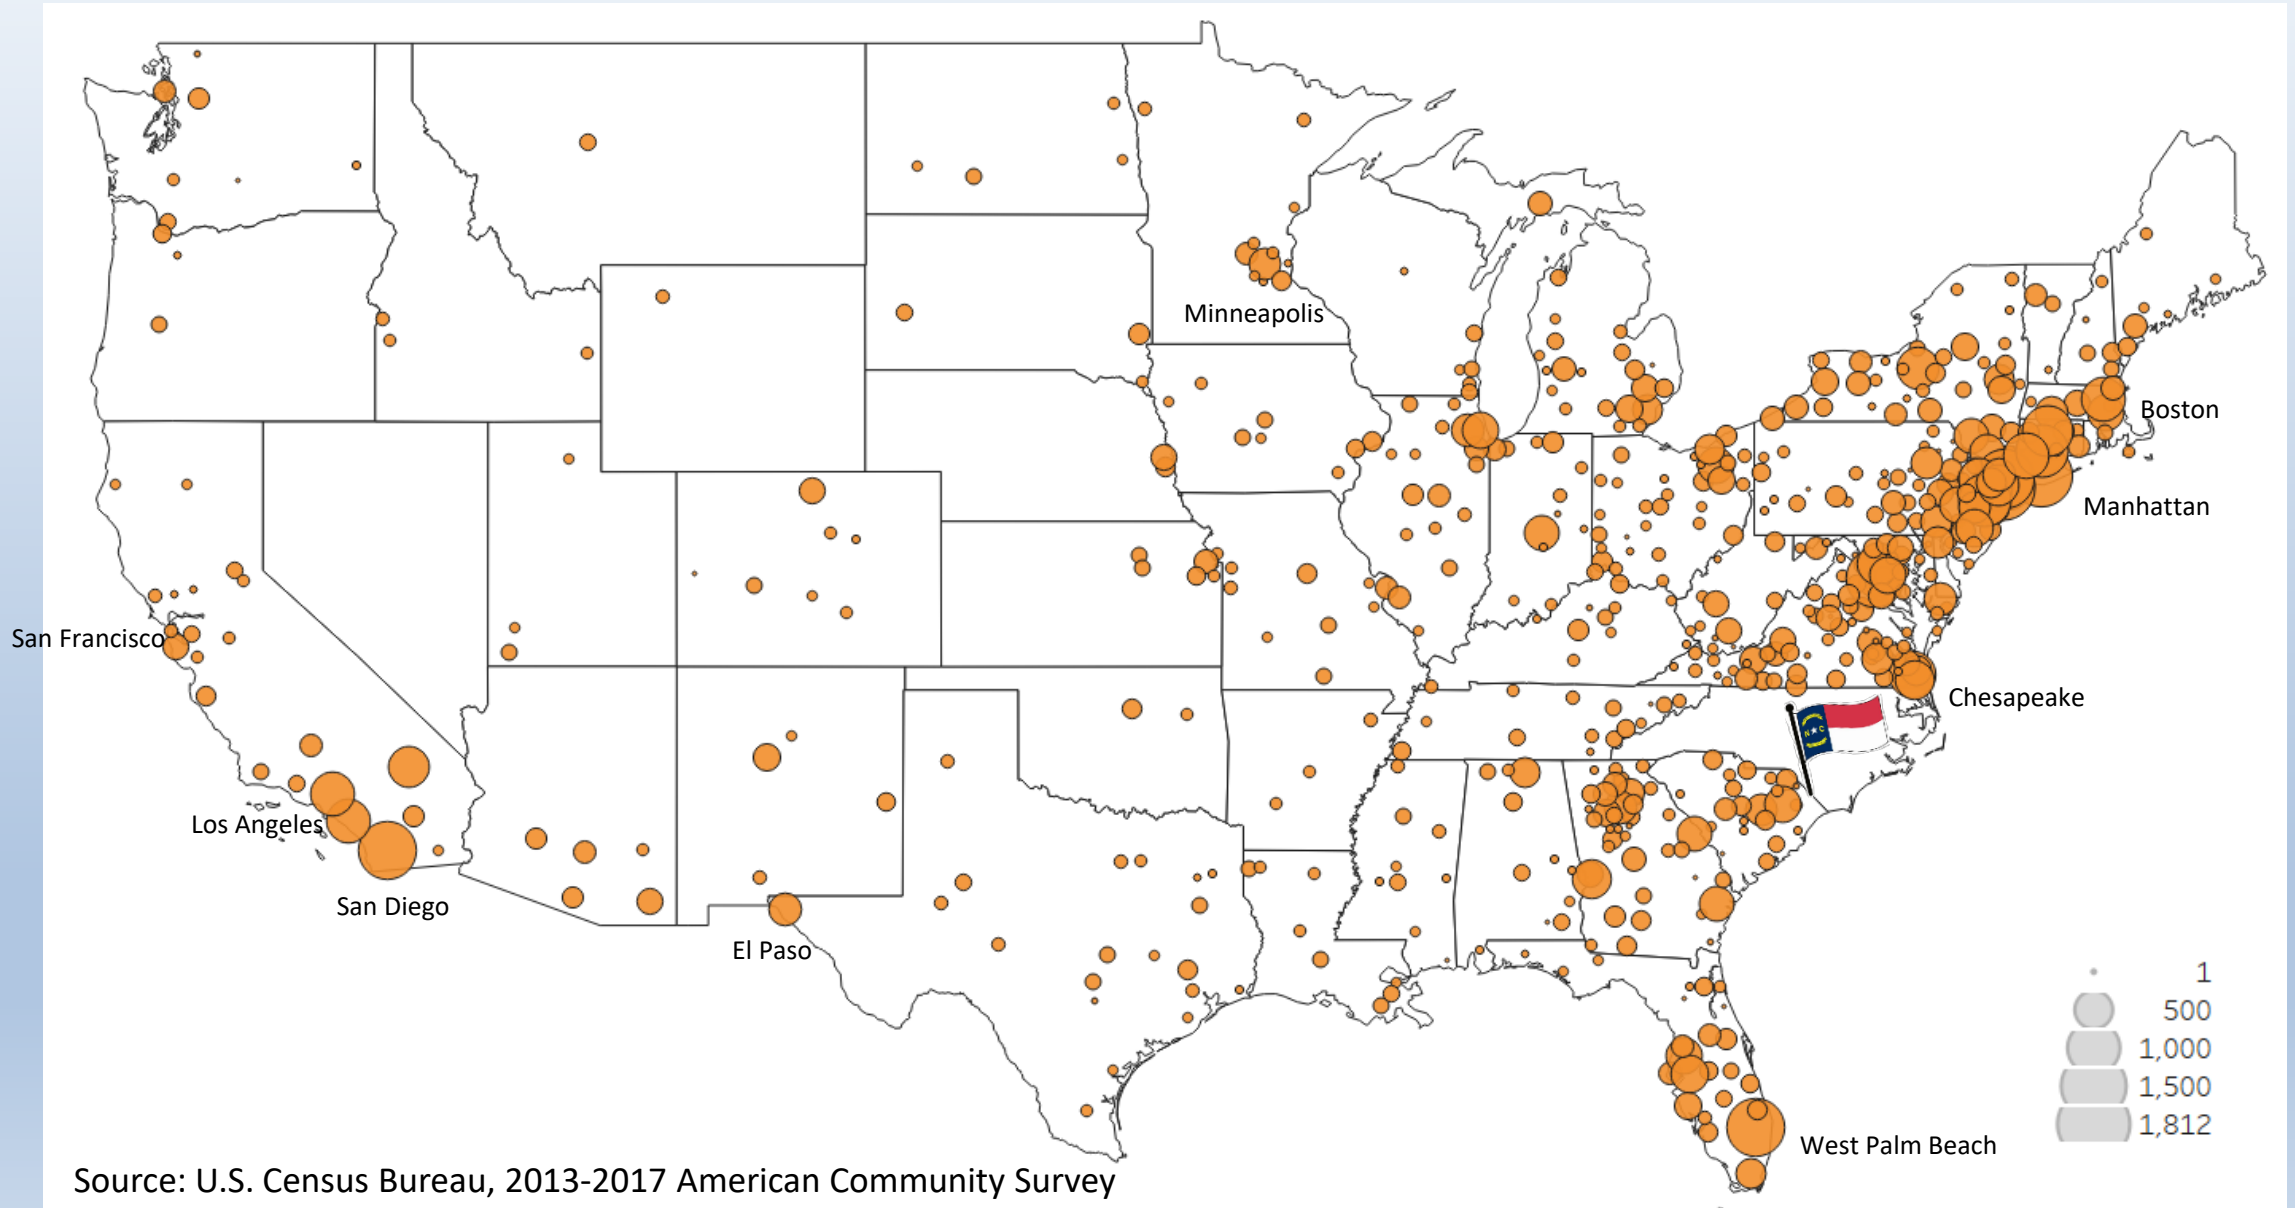 Minneapolis
Boston
Manhattan
San Francisco
Chesapeake
N C
Los Angeles
San Diego
El Paso
1
500
1,000
1,500
1,812
West Palm Beach
Source: U.S. Census Bureau, 2013-2017 American Community Survey